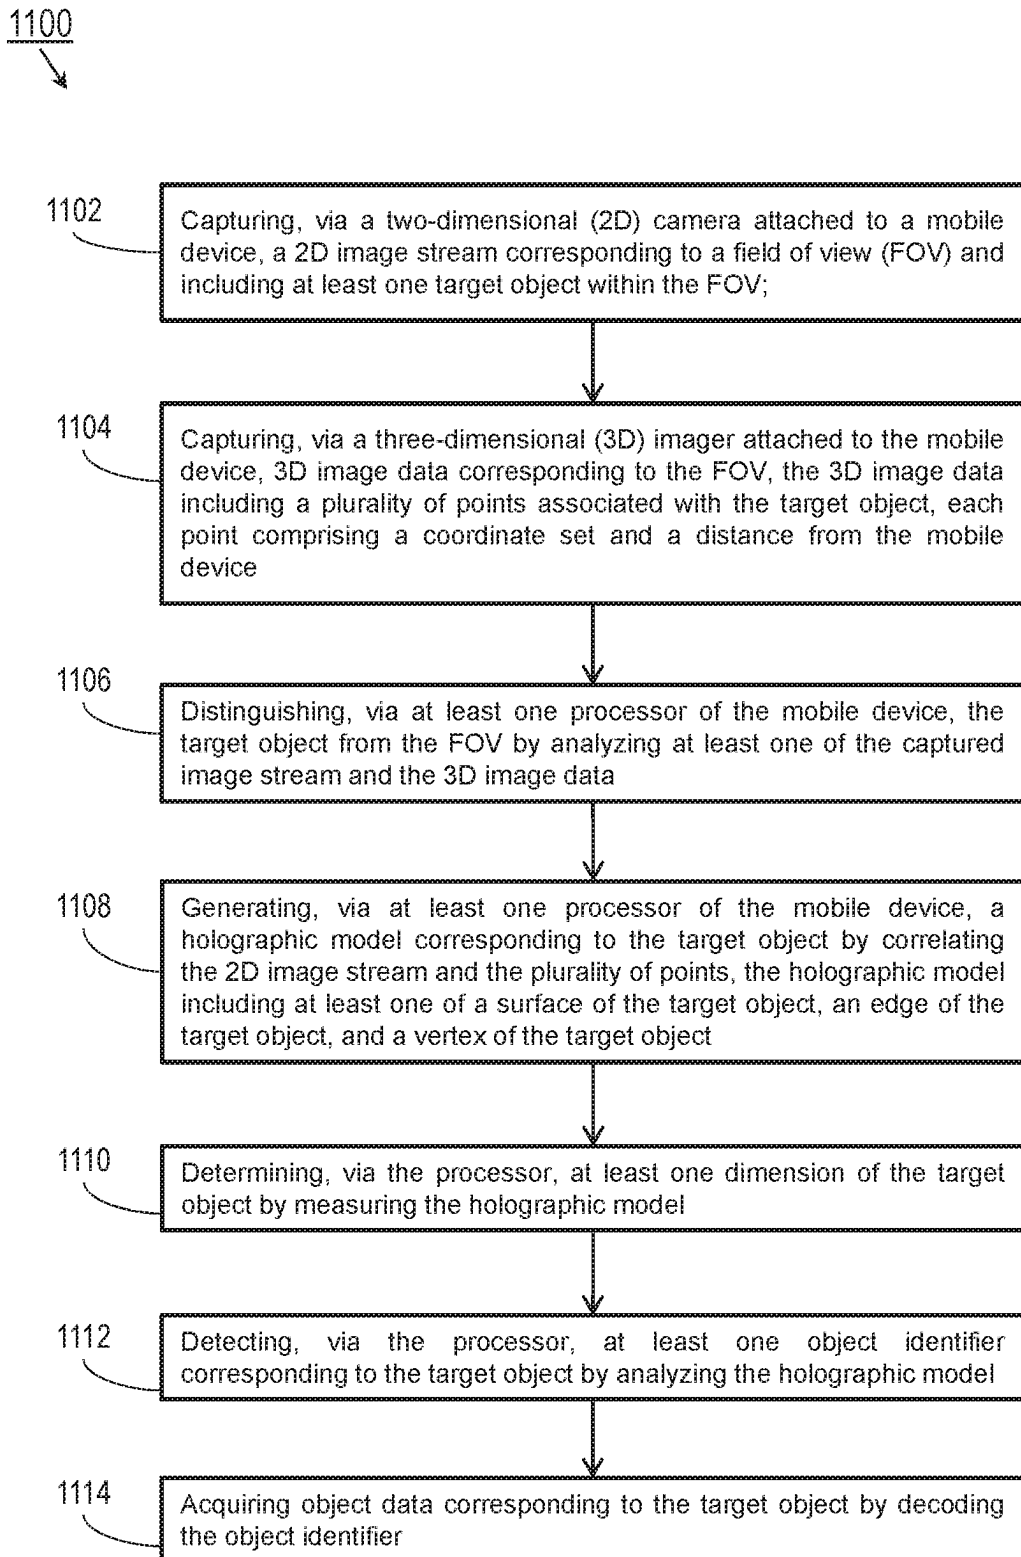 1100
1102
Capturing, via a two-dimensional (2D) camera attached to a mobile
device, a 2D image stream corresponding to a field of view (FOV) and
including at least one target object within the FOV;
1104
Capturing, via a three-dimensional (3D) imager attached to the mobile
device, 3D image data corresponding to the FOV, the 3D image data
including a plurality of points associated with the target object, each
point comprising a coordinate set and a distance from the mobile
device
1106
Distinguishing, via at least one processor of the mobile device, the
target object from the FOV by analyzing at least one of the captured
image stream and the 3D image data
1108
Generating, via at least one processor of the mobile device, a
holographic model corresponding to the target object by correlating
the 2D image stream and the plurality of points, the holographic model
including at least one of a surface of the target object, an edge of the
target object, and a vertex of the target object
1110
Determining, via the processor, at least one dimension of the target
object by measuring the holographic model
1112
Detecting, via the processor, at least one object identifier
corresponding to the target object by analyzing the holographic model
1114
Acquiring object data corresponding to the target object by decoding
the object identifier